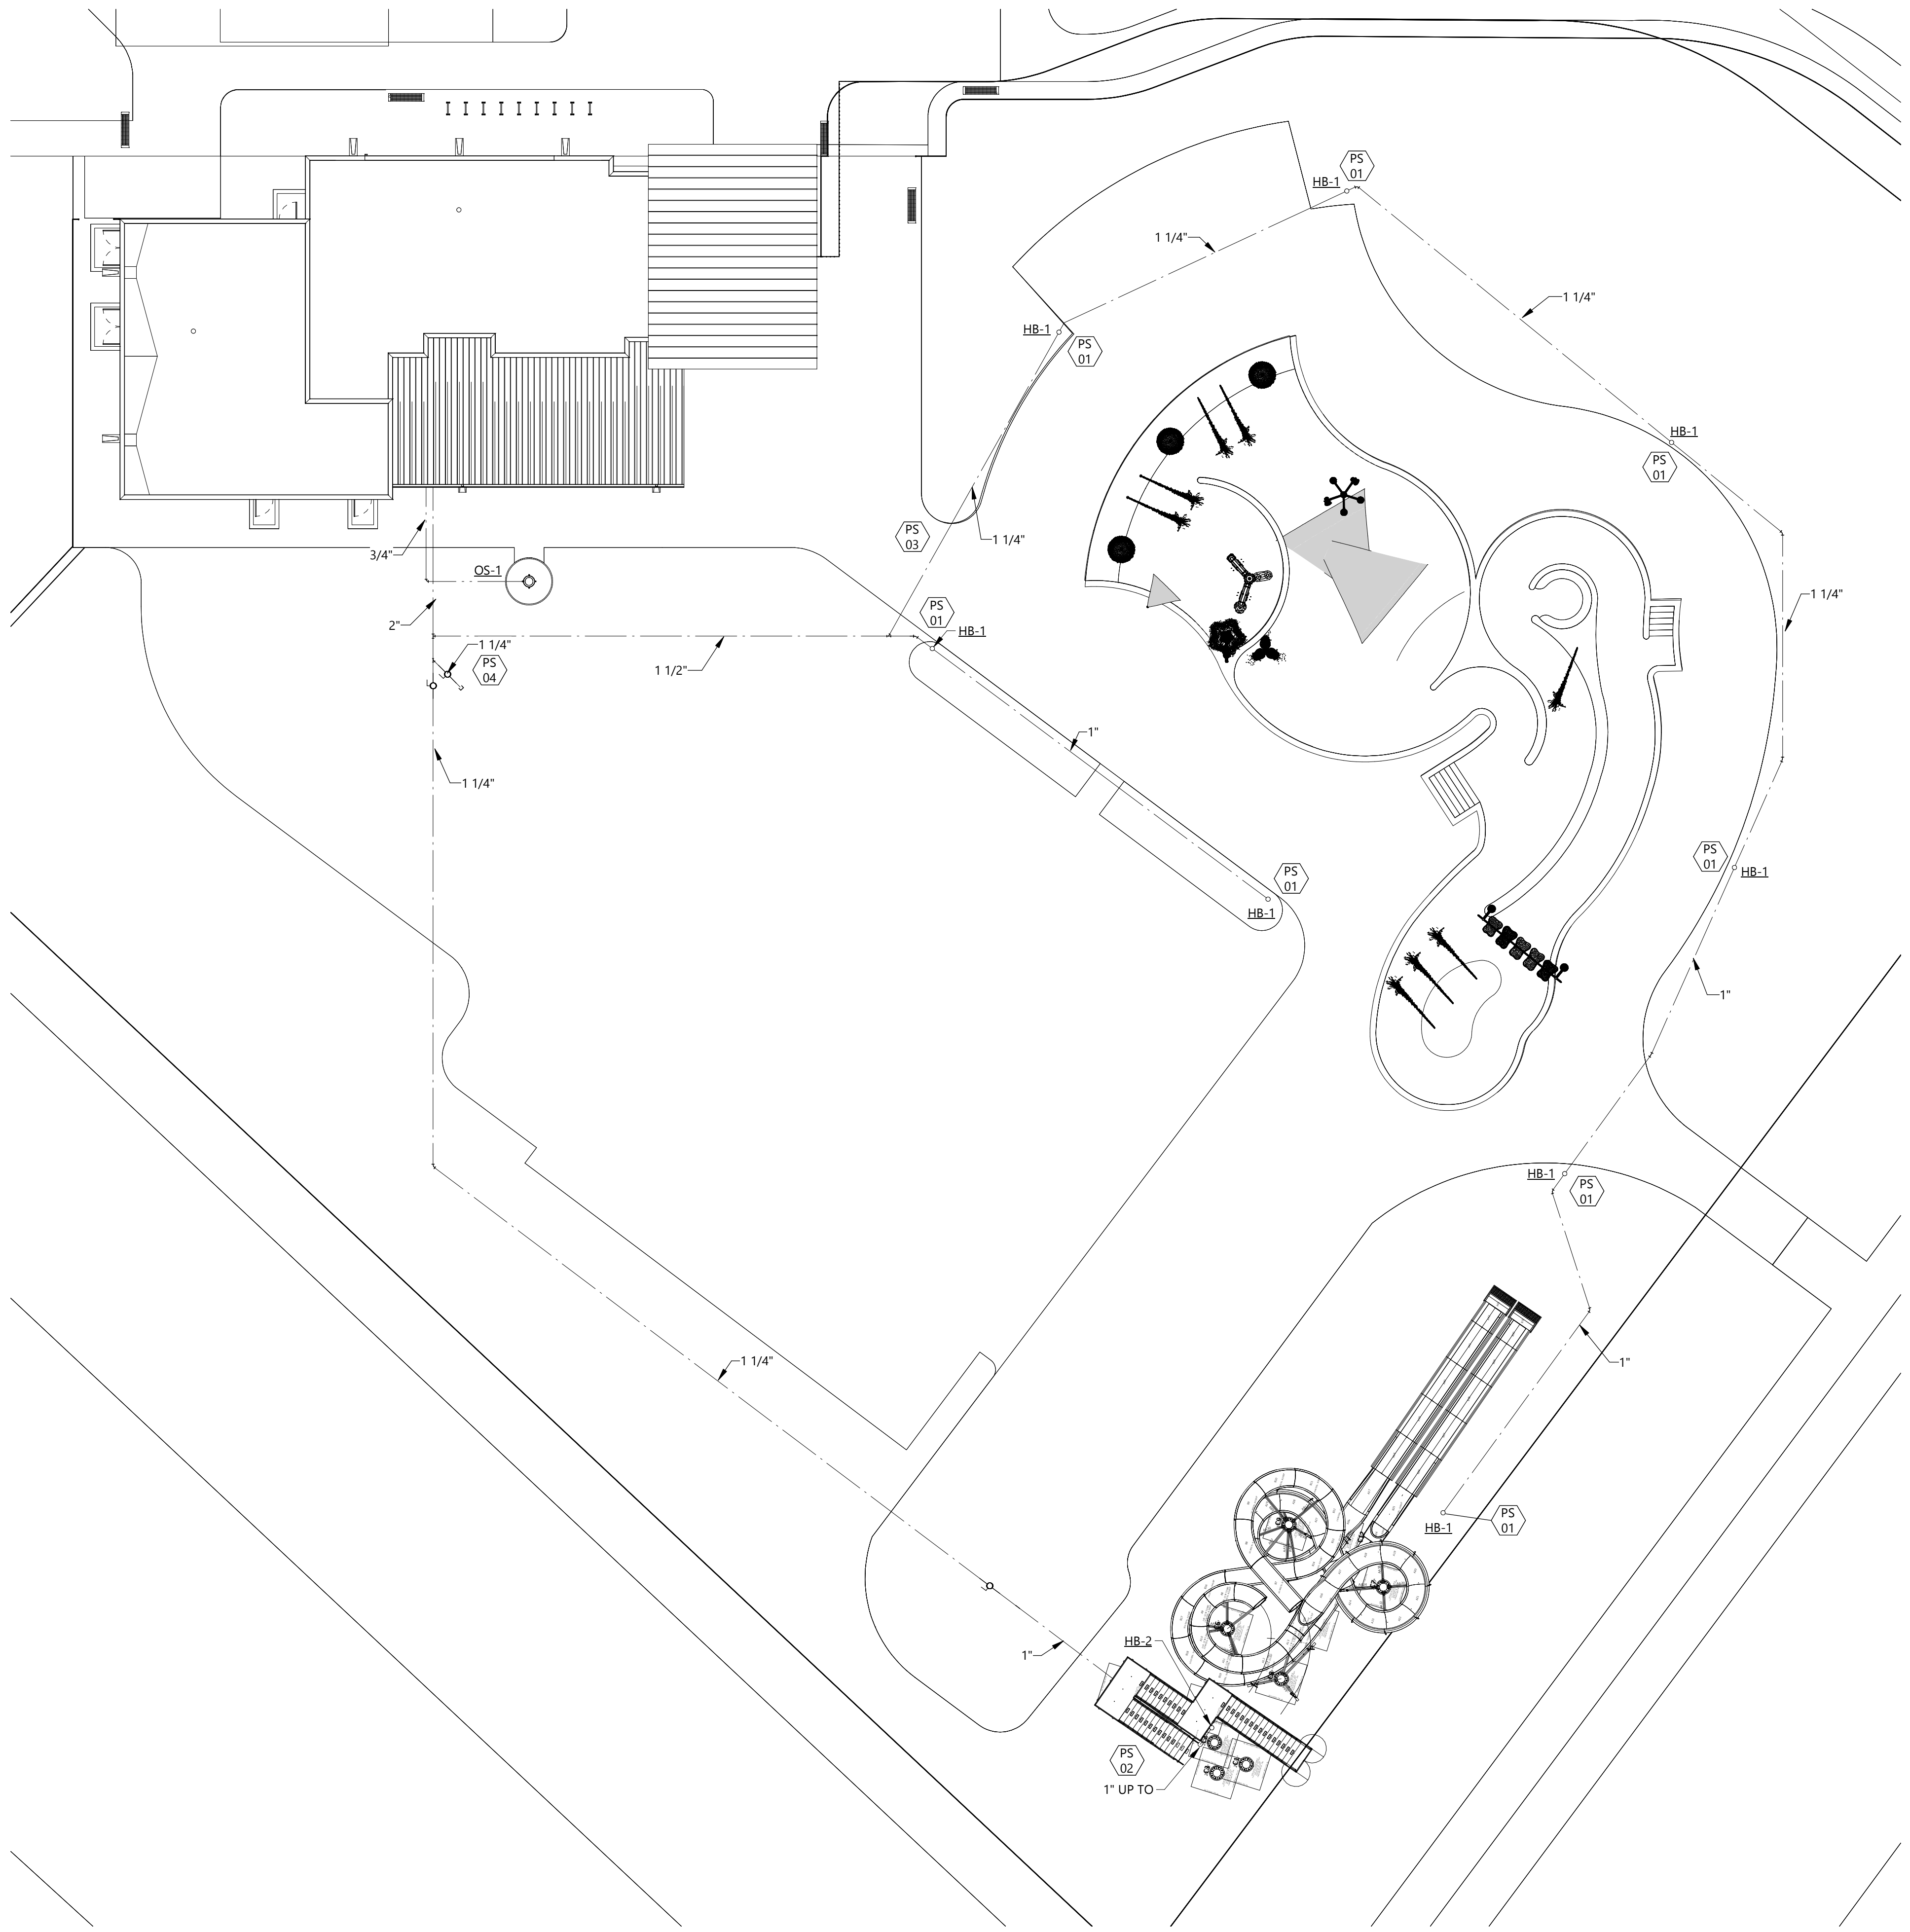 PS
01
HB-1
1 1/4"
1 1/4"
HB-1
PS
01
HB-1
PS
01
PS
03
1 1/4"
3/4"
OS-1
1 1/4"
2"
PS
01
HB-1
1 1/4"
PS
04
1 1/2"
1"
1 1/4"
PS
01
HB-1
PS
01
HB-1
1"
HB-1
PS
01
1 1/4"
1"
PS
01
HB-1
HB-2
1"
PS
02
1" UP TO